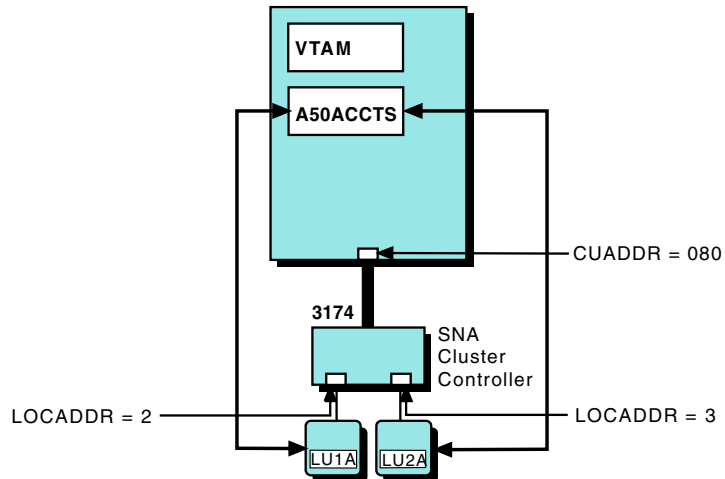 VTAM
A50ACCTS
CUADDR = 080
3174
SNA
Cluster
Controller
LOCADDR = 2
LOCADDR = 3
LU1A
LU2A